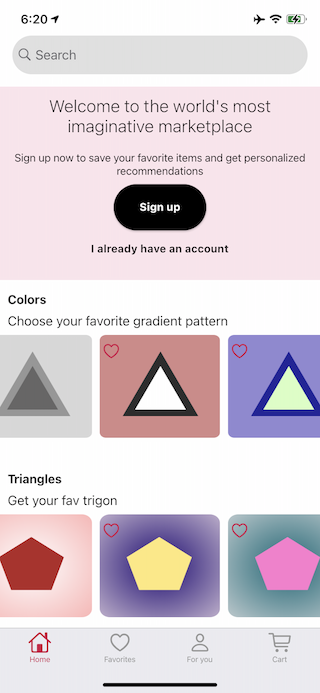 6:20
Search
Welcome to the world's most
imaginative marketplace
Sign up now to save your favorite items and get personalized
recommendations
Sign up
I already have an account
Colors
Choose your favorite gradient pattern
Triangles
Get your fav trigon
Home
Favorites
For you
Cart